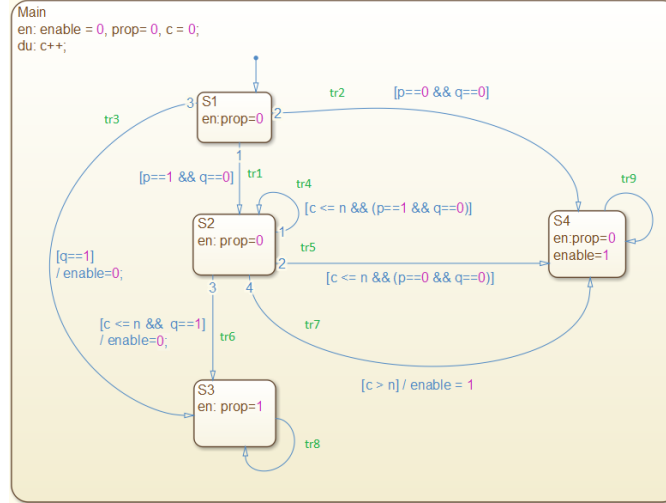 Main
en: enable = 0, prop= 0, c = 0;
du: c++;
S1
en:prop=0
3
2
1
tr3
tr2
[p==0 && q==0]
[p==1 && q==0]
tr1
tr4
tr9
[c <= n && (p==1 && q==0)]
S2
en: prop=0
1
2
3
4
tr5
S4
en:prop=0
enable=1
[q==1]
/ enable=0;
[c <= n && (p==0 && q==0)]
[c <= n && q==1]
/ enable=0;
tr6
tr7
[c > n] / enable = 1
S3
en: prop=1
tr8